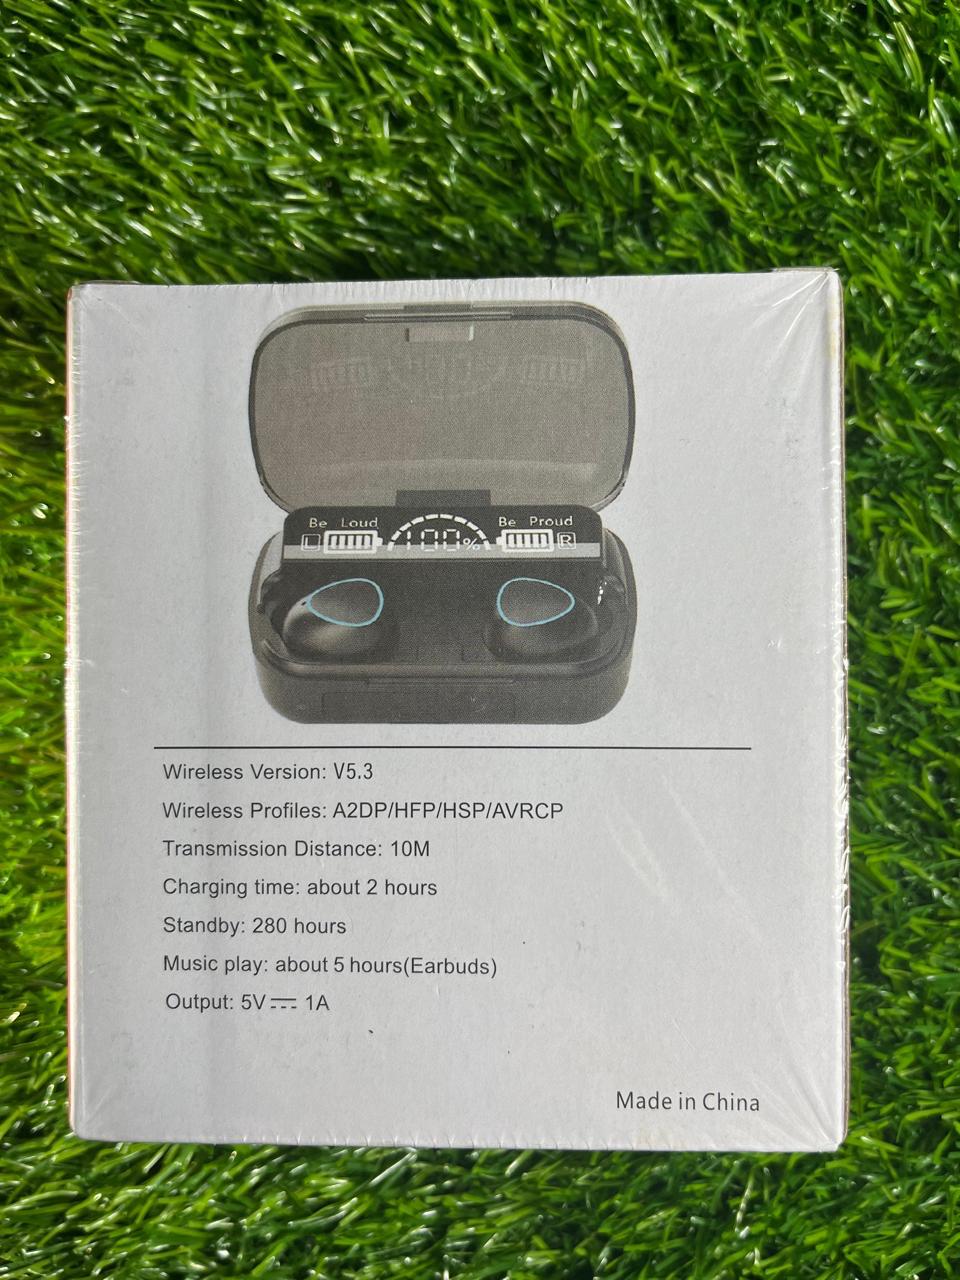 Be Loud Be Proud
L 100% R
Wireless Version: V5.3
Wireless Profiles: A2DP/HFP/HSP/AVRCP
Transmission Distance: 10M
Charging time: about 2 hours
Standby: 280 hours
Music play: about 5 hours(Earbuds)
Output: 5V⎓1A
Made in China